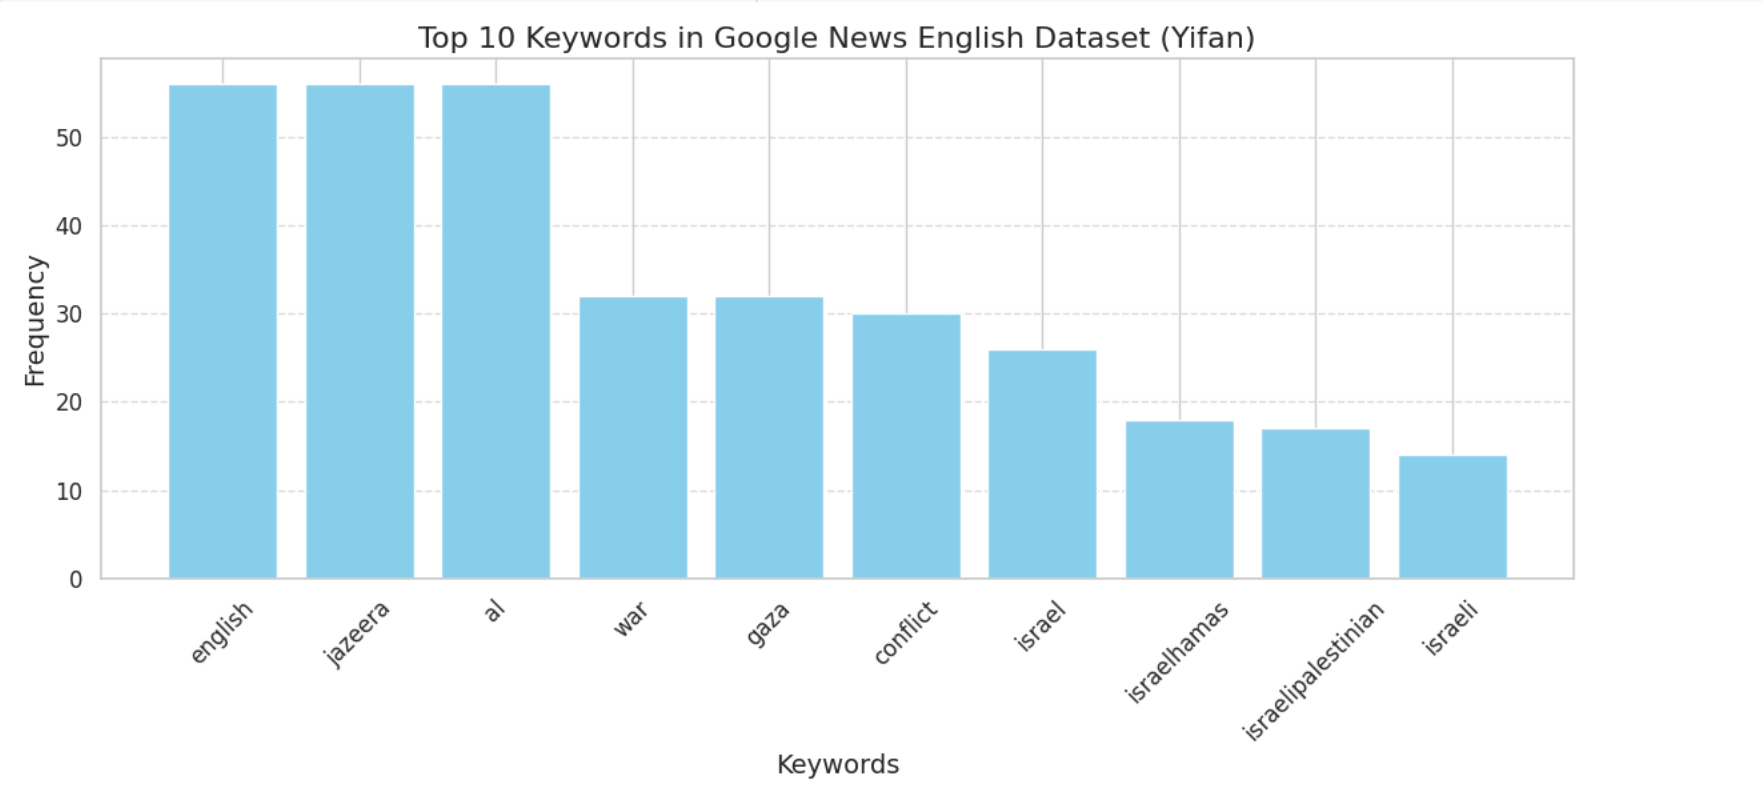 Top 10 Keywords in Google News English Dataset (Yifan)
Frequency
50
40
30
20
10
0
english
jazeera
al
war
gaza
conflict
israel
israelhamas
israelipalestinian
israeli
Keywords